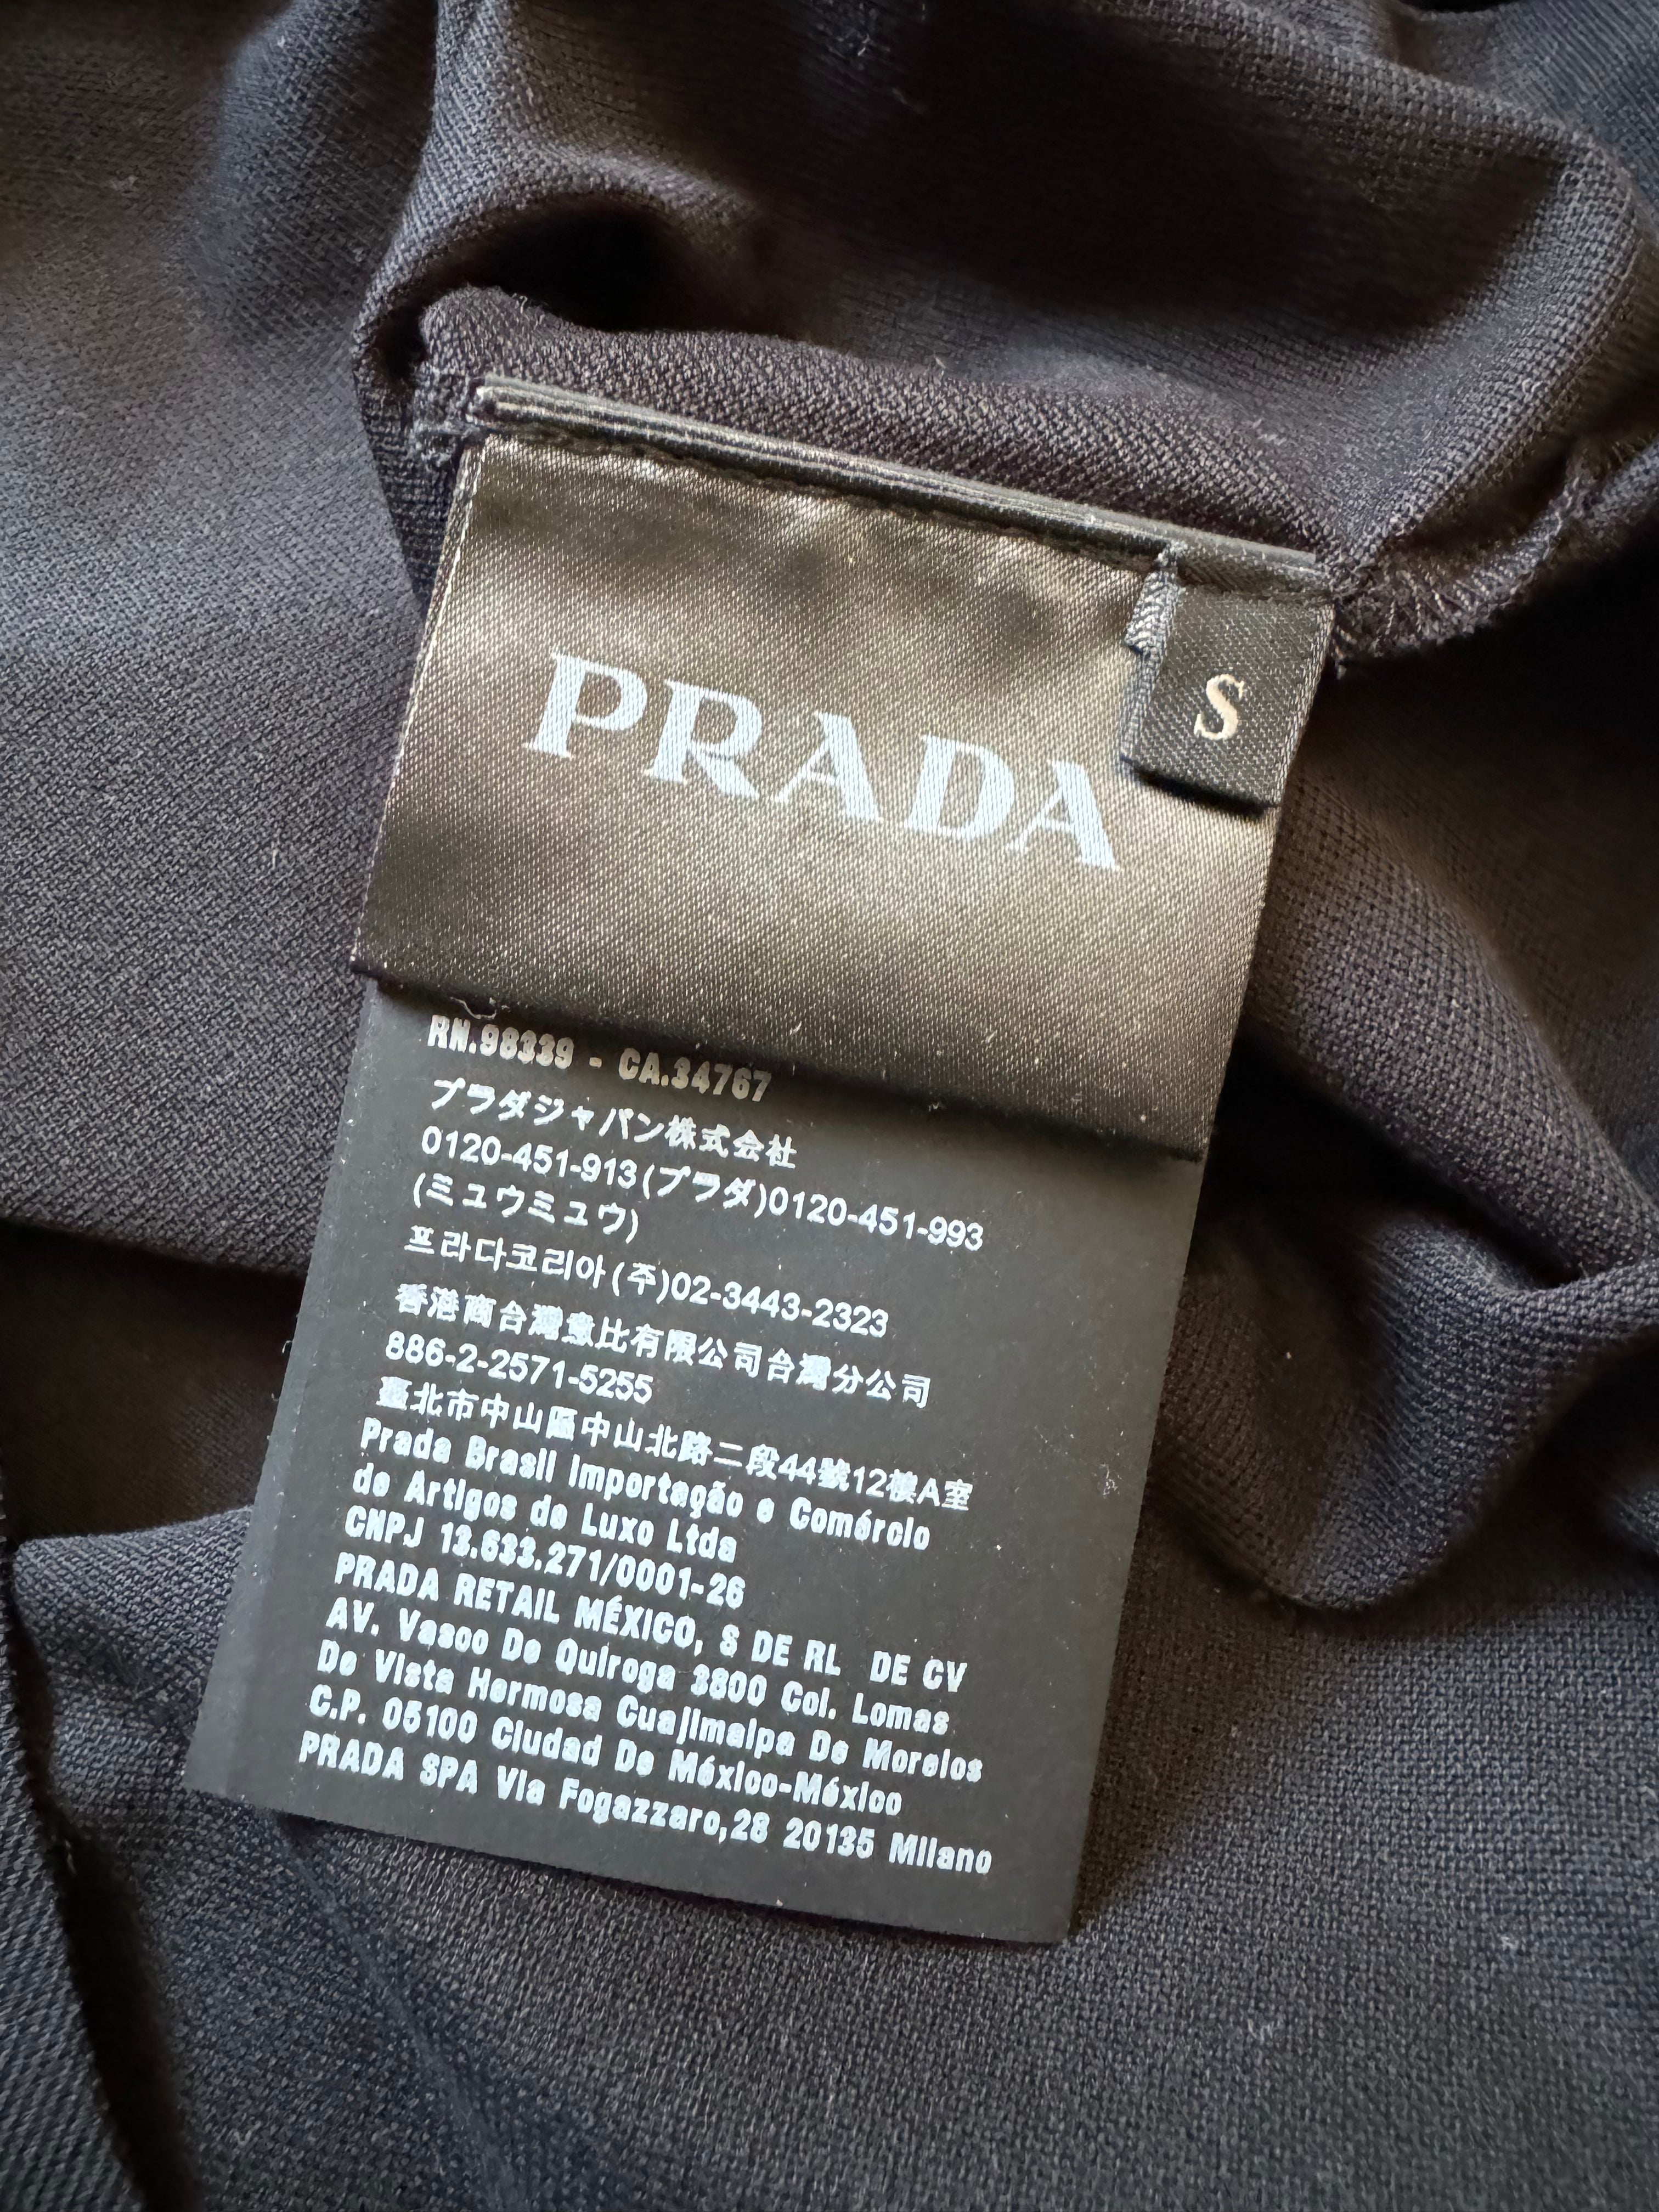 PRADA
S
RN.98339 - CA.34767
プラダジャパン株式会社
0120-451-913(プラダ)0120-451-993
(ミュウミュウ)
프라다코리아(주)02-3443-2323
香港商台灣意比有限公司台灣分公司
886-2-2571-5255
臺北市中山區中山北路二段44號12樓A室
Prada Brasil Importação e Comércio
de Artigos de Luxo Ltda
CNPJ 13.633.271/0001-26
PRADA RETAIL MÉXICO, S DE RL DE CV
AV. Vasco De Quiroga 3800 Col. Lomas
De Vista Hermosa Cuajimalpa De Morelos
C.P. 05100 Ciudad De México-México
PRADA SPA Via Fogazzaro,28 20135 Milano